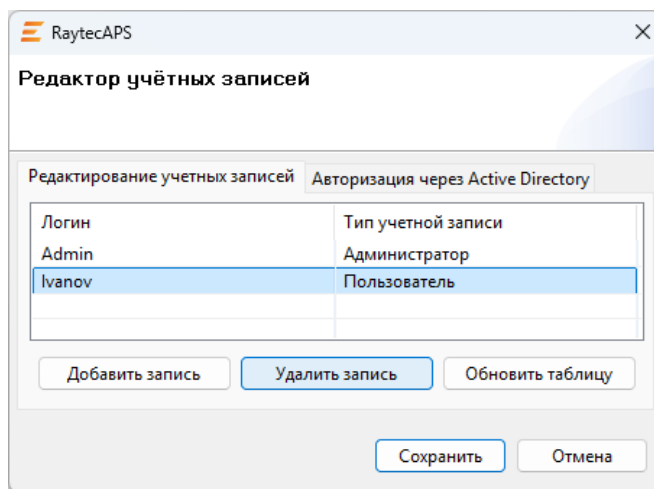 RaytecAPS
Редактор учётных записей
Редактирование учетных записей Авторизация через Active Directory
Логин Тип учетной записи
Admin Администратор
Ivanov Пользователь
Добавить запись Удалить запись Обновить таблицу
Сохранить Отмена